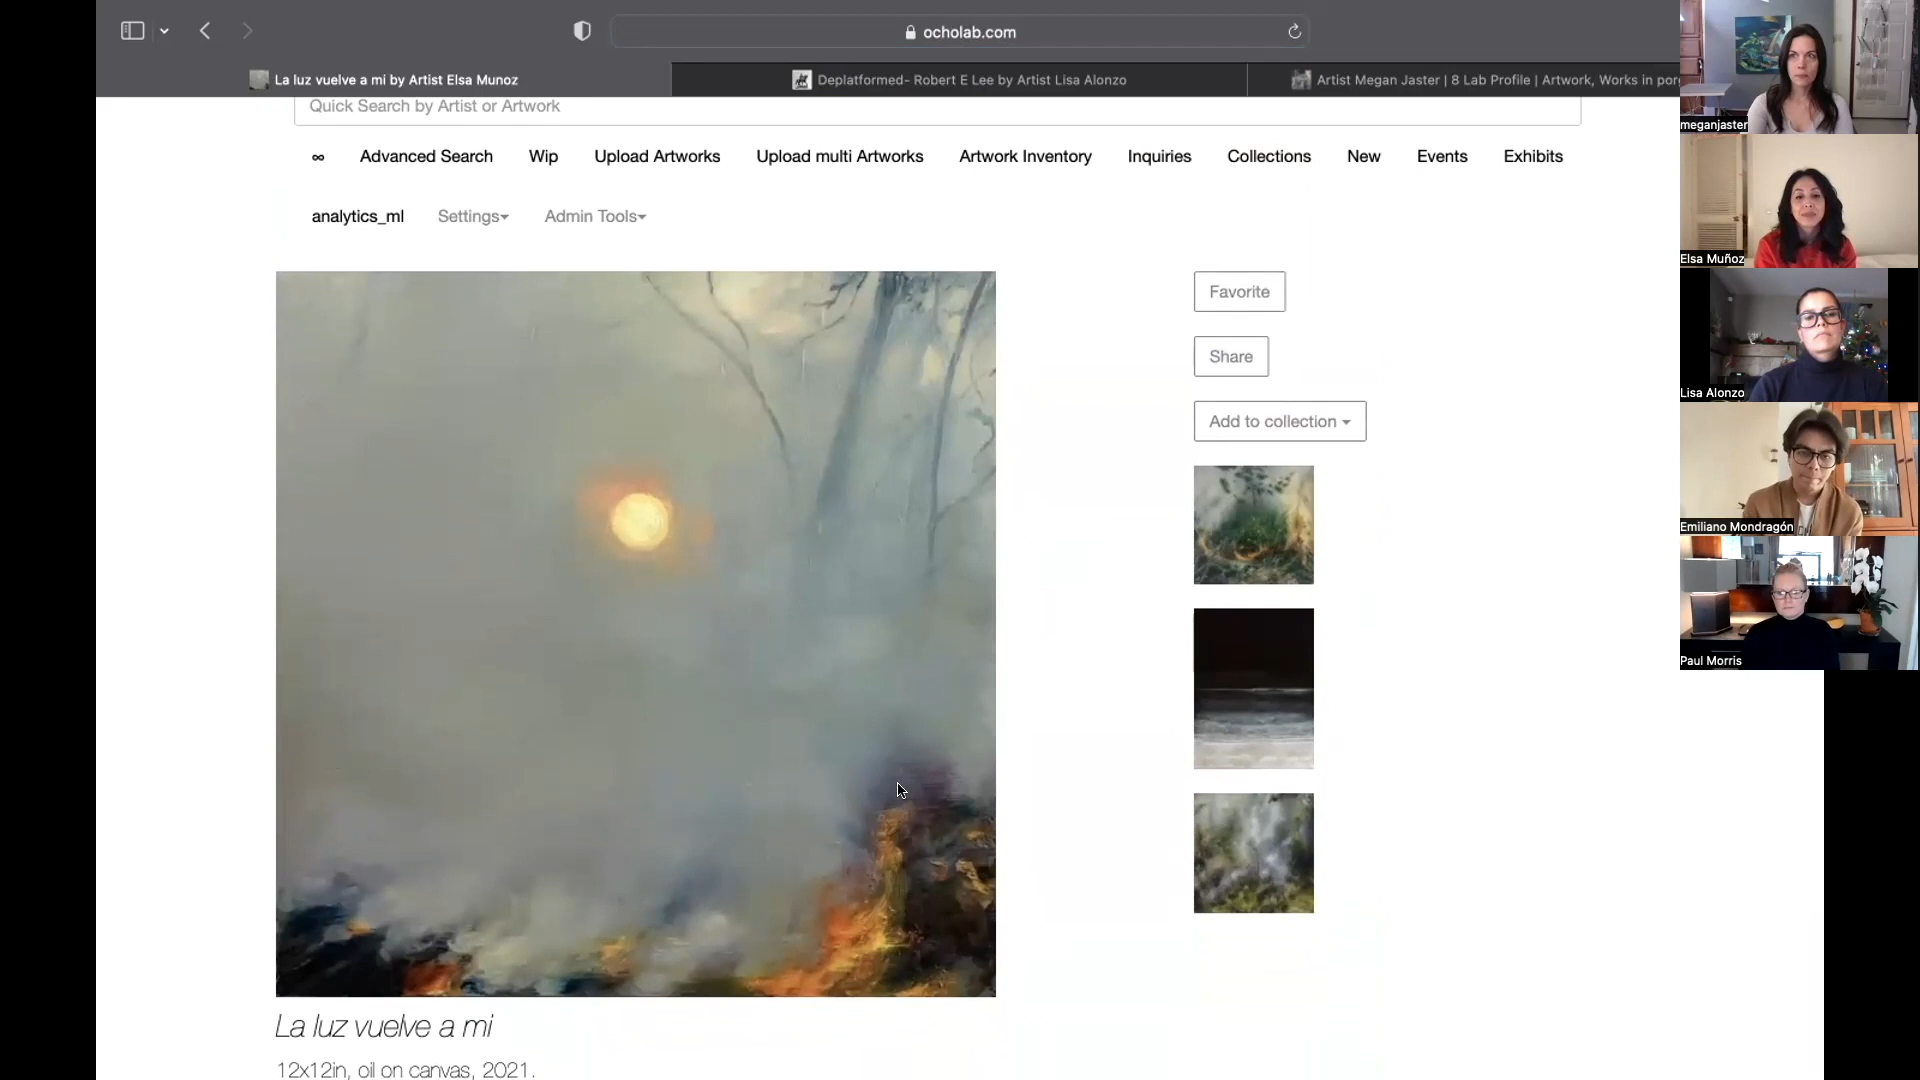 ocholab.com
La luz vuelve a mi by Artist Elsa Munoz
Deplatformed- Robert E Lee by Artist Lisa Alonzo
Artist Megan Jaster | 8 Lab Profile | Artwork, Works in por
Quick Search by Artist or Artwork
∞ Advanced Search Wip Upload Artworks Upload multi Artworks Artwork Inventory Inquiries Collections New Events Exhibits
analytics_ml Settings Admin Tools
Favorite
Share
Add to collection
La luz vuelve a mi
12x12in, oil on canvas, 2021.
meganjaster
Elsa Muñoz
Lisa Alonzo
Emiliano Mondragón
Paul Morris